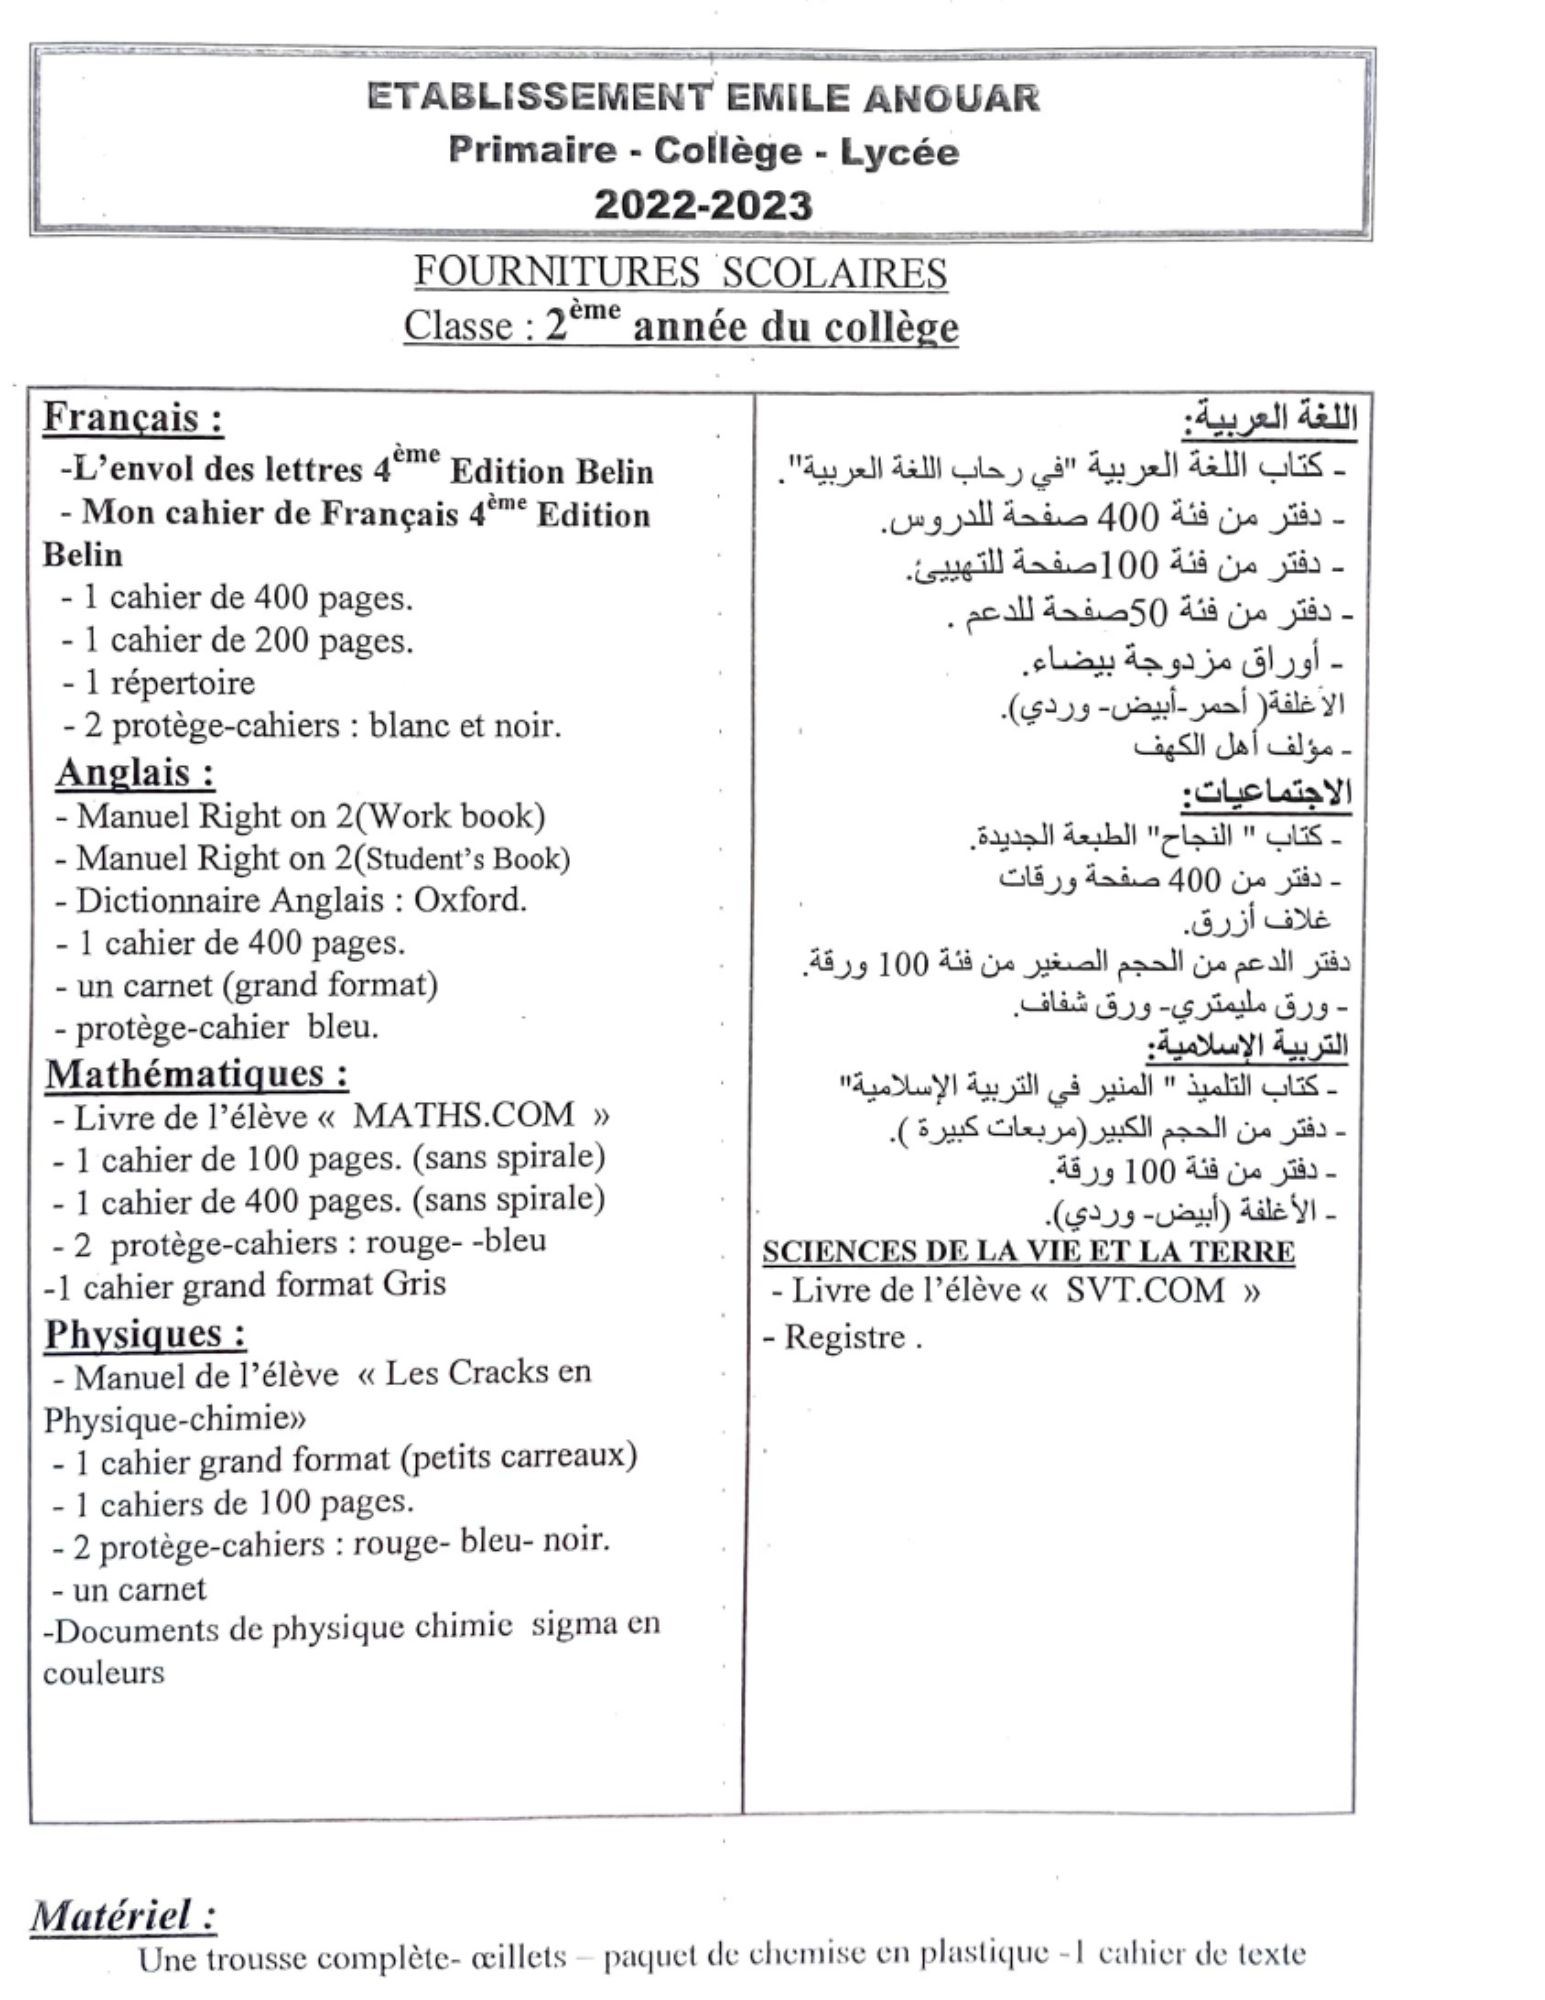 ETABLISSEMENT EMILE ANOUAR
Primaire - Collège - Lycée
2022-2023
FOURNITURES SCOLAIRES
Classe : 2ème année du collège
Français :
-L’envol des lettres 4ème Edition Belin
- Mon cahier de Français 4ème Edition
Belin
- 1 cahier de 400 pages.
- 1 cahier de 200 pages.
- 1 répertoire
- 2 protège-cahiers : blanc et noir.
Anglais :
- Manuel Right on 2(Work book)
- Manuel Right on 2(Student’s Book)
- Dictionnaire Anglais : Oxford.
- 1 cahier de 400 pages.
- un carnet (grand format)
- protège-cahier bleu.
Mathématiques :
- Livre de l’élève « MATHS.COM »
- 1 cahier de 100 pages. (sans spirale)
- 1 cahier de 400 pages. (sans spirale)
- 2 protège-cahiers : rouge- -bleu
-1 cahier grand format Gris
Physiques :
- Manuel de l’élève « Les Cracks en
Physique-chimie»
- 1 cahier grand format (petits carreaux)
- 1 cahiers de 100 pages.
- 2 protège-cahiers : rouge- bleu- noir.
- un carnet
-Documents de physique chimie sigma en
couleurs
اللغة العربية:
- كتاب اللغة العربية "في رحاب اللغة العربية".
- دفتر من فئة 400 صفحة للدروس.
- دفتر من فئة 100صفحة للتهييئ.
- دفتر من فئة 50صفحة للدعم .
- أوراق مزدوجة بيضاء.
الأغلفة( أحمر-أبيض- وردي).
- مؤلف أهل الكهف
الاجتماعيات:
- كتاب " النجاح" الطبعة الجديدة.
- دفتر من 400 صفحة ورقات
غلاف أزرق.
دفتر الدعم من الحجم الصغير من فئة 100 ورقة.
- ورق مليمتري- ورق شفاف.
التربية الإسلامية:
- كتاب التلميذ " المنير في التربية الإسلامية"
- دفتر من الحجم الكبير(مربعات كبيرة ).
- دفتر من فئة 100 ورقة.
- الأغلفة (أبيض- وردي).
SCIENCES DE LA VIE ET LA TERRE
- Livre de l’élève « SVT.COM »
- Registre .
Matériel :
Une trousse complète- œillets – paquet de chemise en plastique -1 cahier de texte